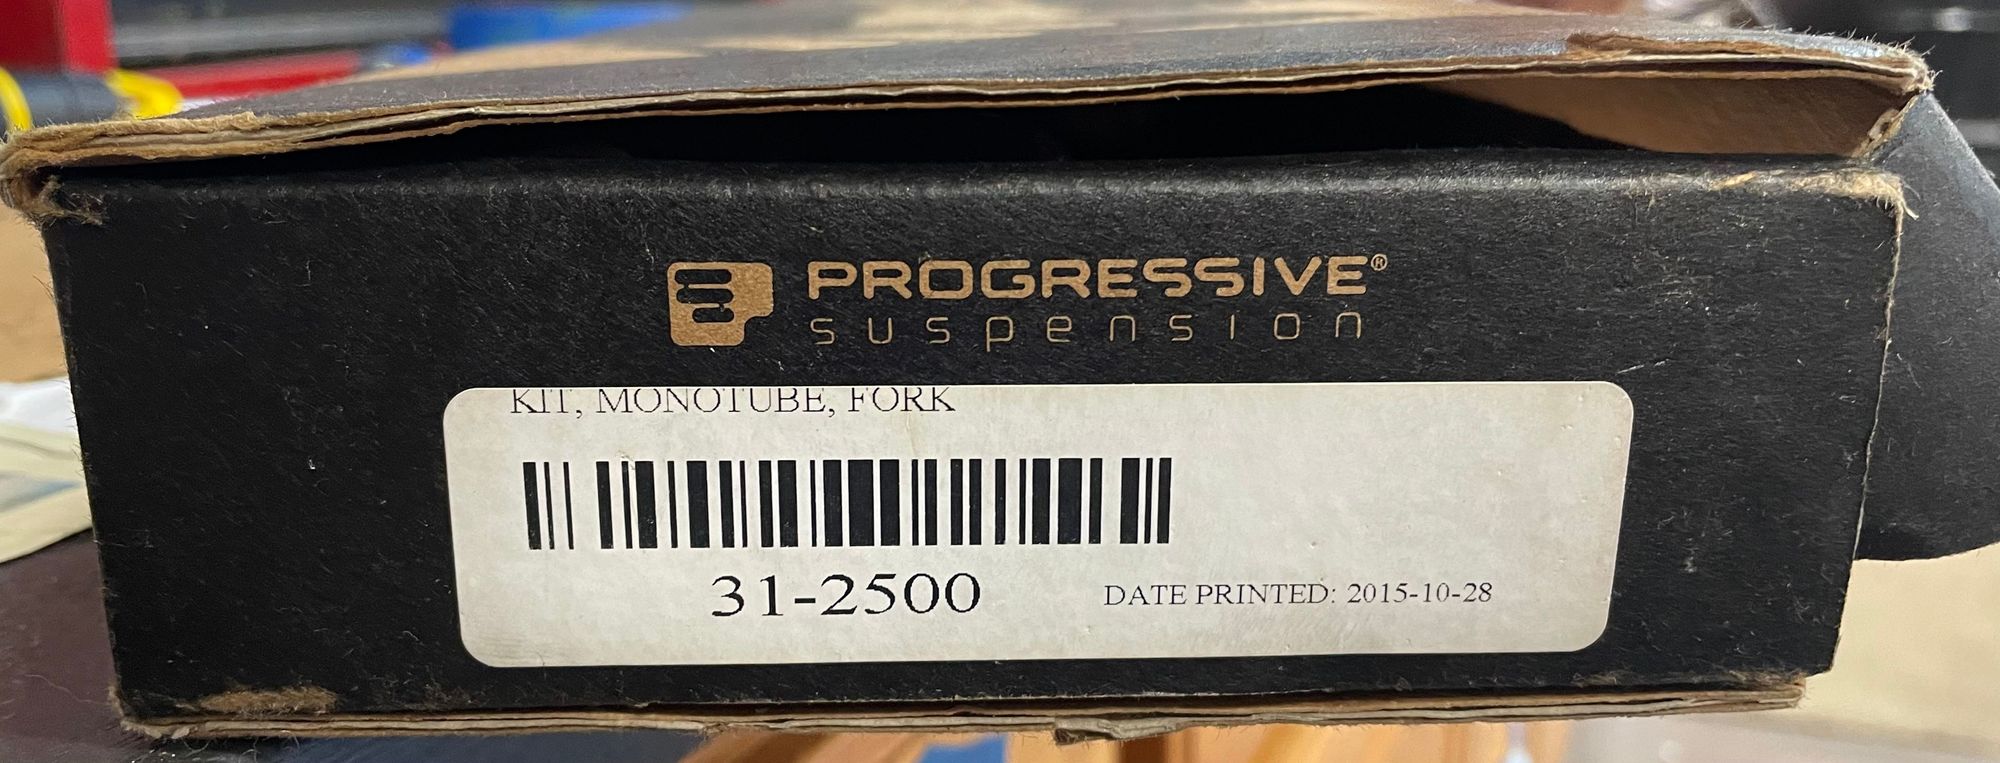 PROGRESSIVE®
suspension
KIT, MONOTUBE, FORK
31-2500
DATE PRINTED: 2015-10-28